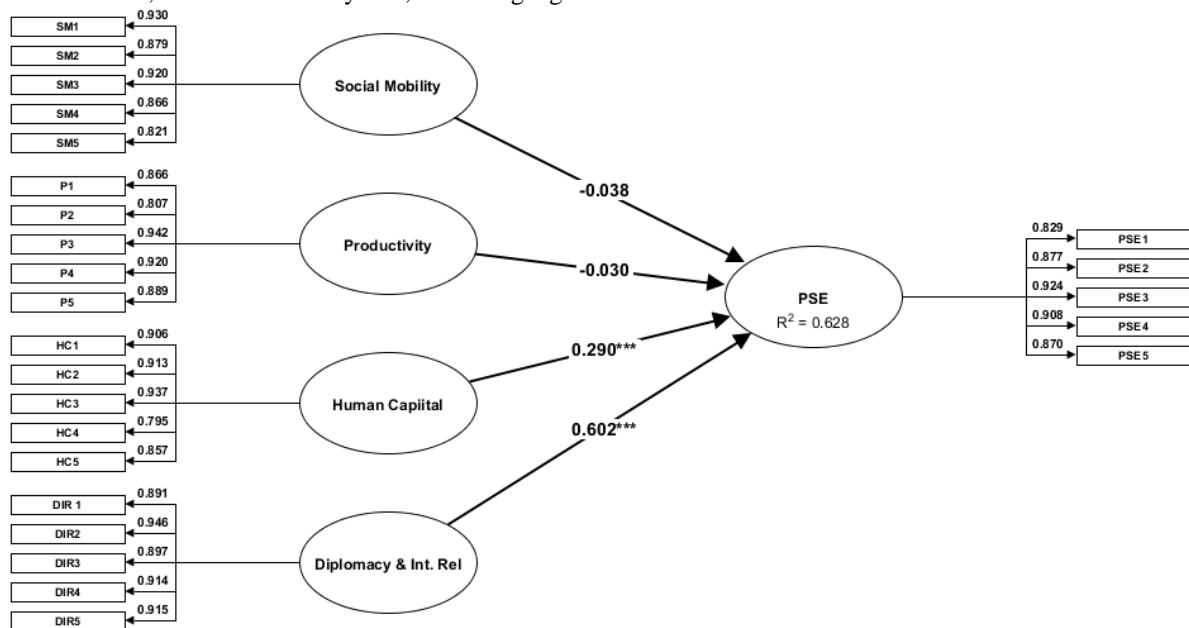 0.930
SM1
0.879
SM2
0.920
SM3
0.866
SM4
0.821
SM5
Social Mobility
-0.038
0.866
P1
0.807
P2
0.942
P3
0.920
P4
0.889
P5
Productivity
-0.030
0.906
HC1
0.913
HC2
0.937
HC3
0.795
HC4
0.857
HC5
Human Capiital
0.290***
0.891
DIR 1
0.946
DIR2
0.897
DIR3
0.914
DIR4
0.915
DIR5
Diplomacy & Int. Rel
0.602***
PSE
R² = 0.628
0.829
PSE1
0.877
PSE2
0.924
PSE3
0.908
PSE4
0.870
PSE5